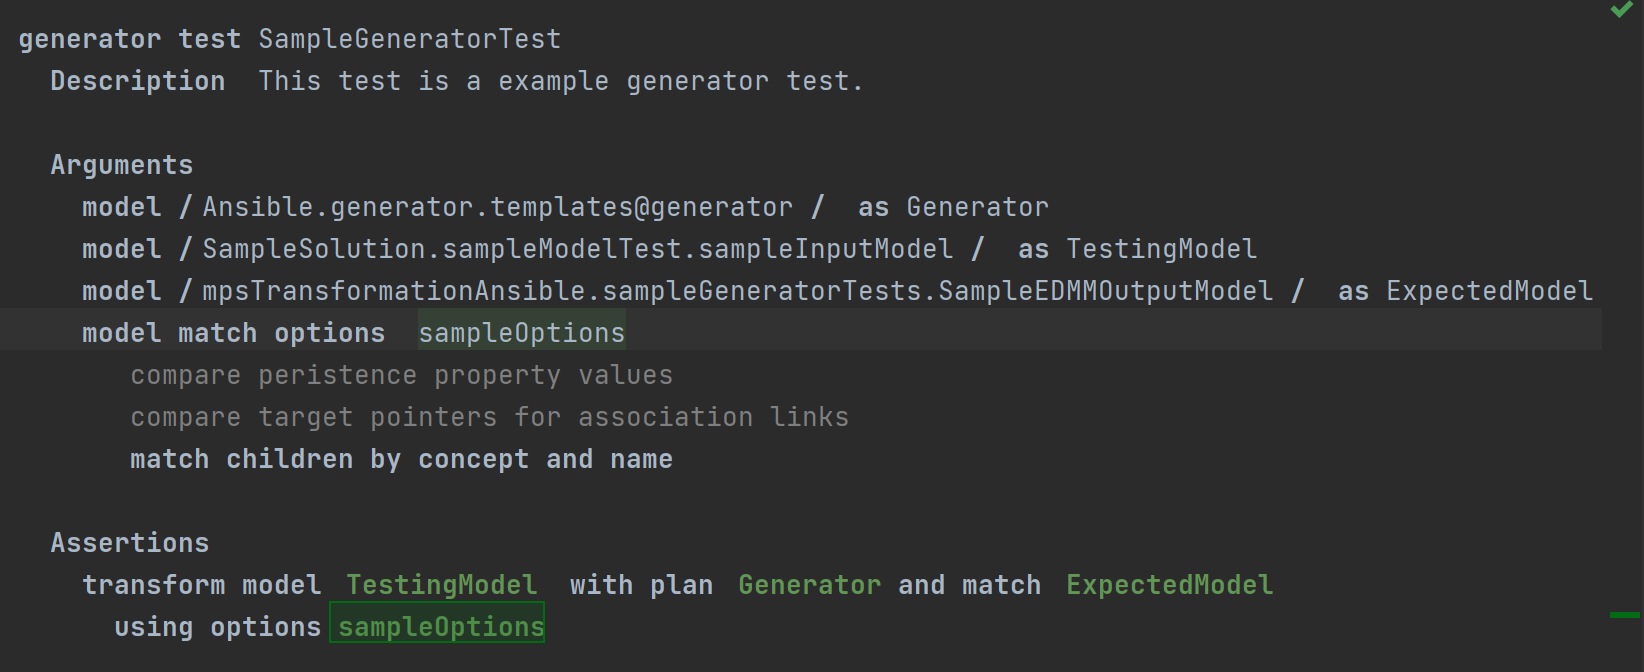 generator test SampleGeneratorTest
Description This test is a example generator test.
Arguments
model / Ansible.generator.templates@generator / as Generator
model / SampleSolution.sampleModelTest.sampleInputModel / as TestingModel
model / mpsTransformationAnsible.sampleGeneratorTests.SampleEDMMOutputModel / as ExpectedModel
model match options sampleOptions
compare peristence property values
compare target pointers for association links
match children by concept and name
Assertions
transform model TestingModel with plan Generator and match ExpectedModel
using options sampleOptions